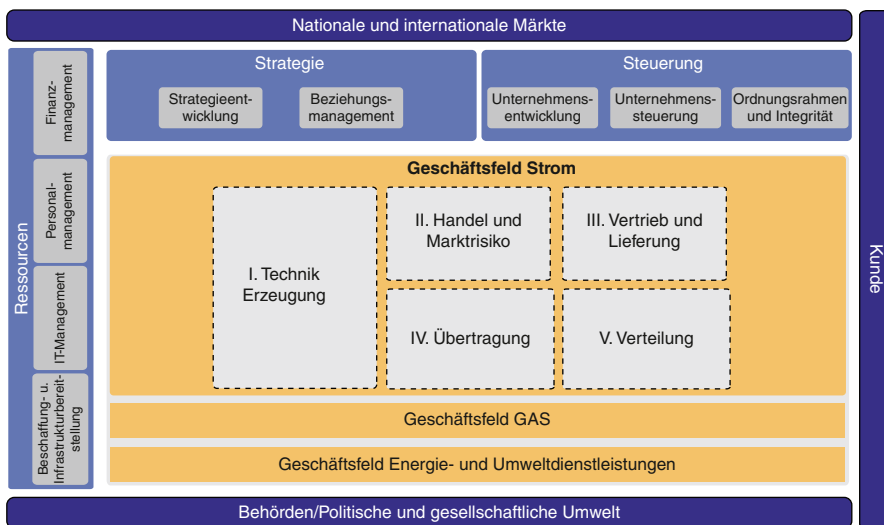 Nationale und internationale Märkte
Ressourcen
Finanz-
management
Personal-
management
IT-Management
Beschaffung- u.
Infrastrukturbereit-
stellung
Strategie
Strategieent-
wicklung
Beziehungs-
management
Steuerung
Unternehmens-
entwicklung
Unternehmens-
steuerung
Ordnungsrahmen
und Integrität
Geschäftsfeld Strom
I. Technik
Erzeugung
II. Handel und
Marktrisiko
III. Vertrieb und
Lieferung
IV. Übertragung
V. Verteilung
Geschäftsfeld GAS
Geschäftsfeld Energie- und Umweltdienstleistungen
Kunde
Behörden/Politische und gesellschaftliche Umwelt